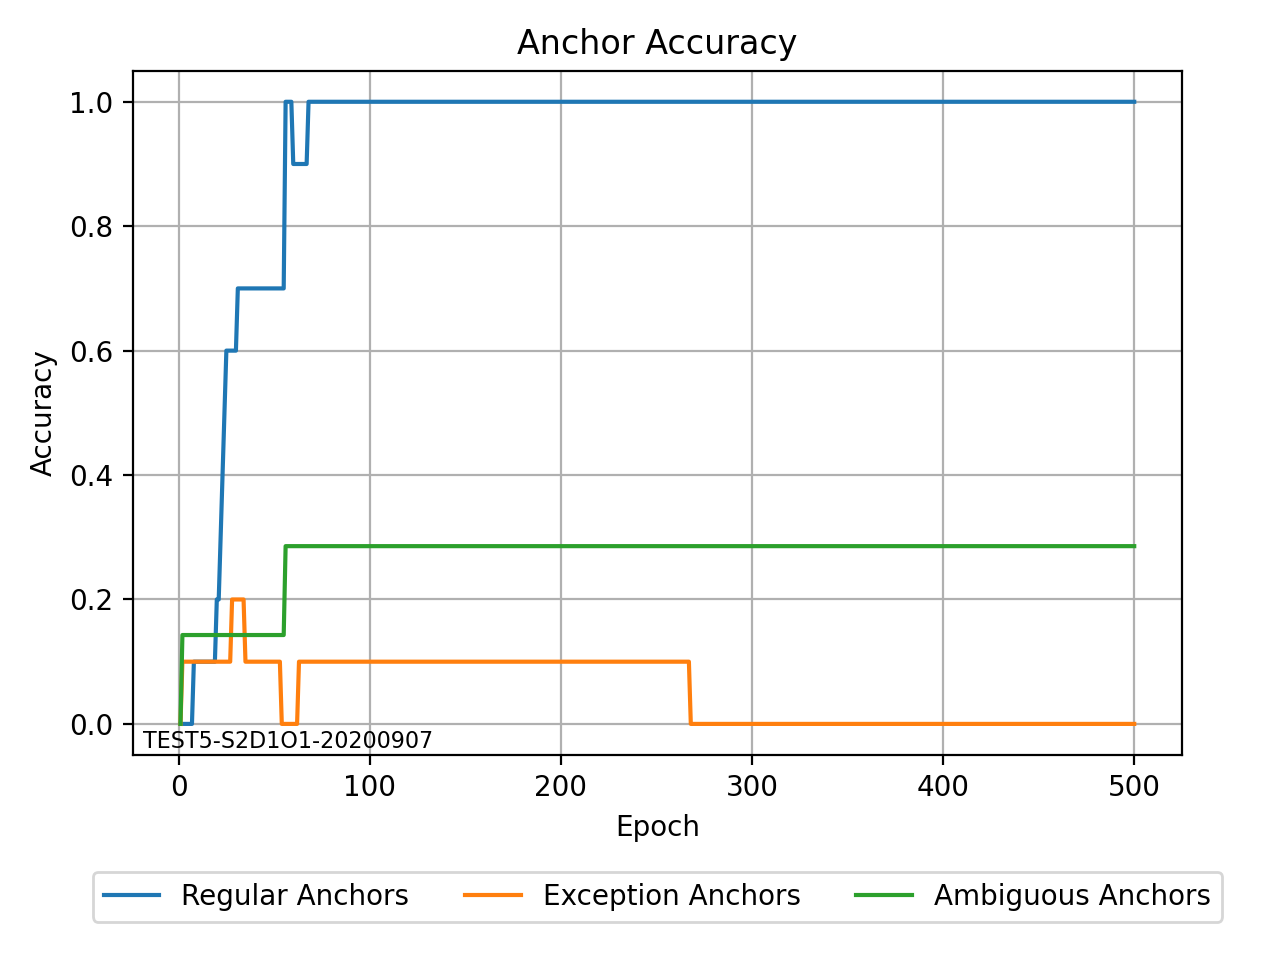 Anchor Accuracy
1.0
0.8
0.6
0.4
0.2
0.0
Accuracy
TEST5-S2D1O1-20200907
0 100 200 300 400 500
Epoch
Regular Anchors Exception Anchors Ambiguous Anchors